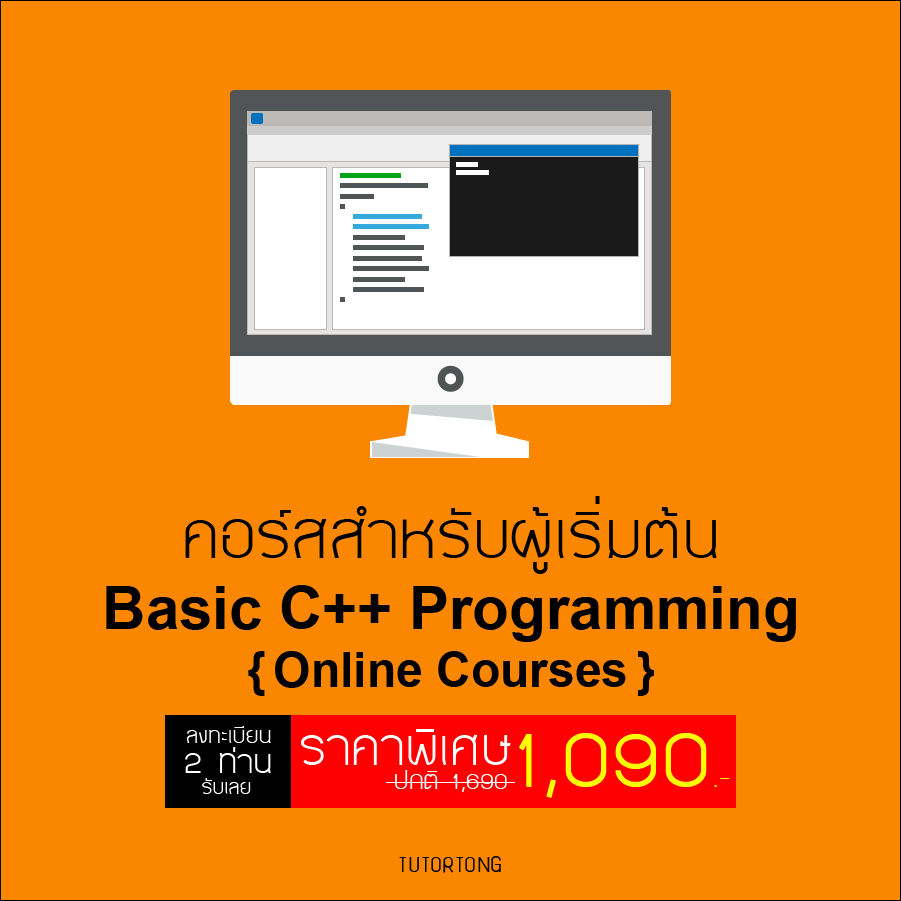 คอร์สสำหรับผู้เริ่มต้น
Basic C++ Programming
{Online Courses}
ลงทะเบียน
2 ท่าน
รับเลย
ราคาพิเศษ 1,090.-
ปกติ 1,690
TUTORTONG